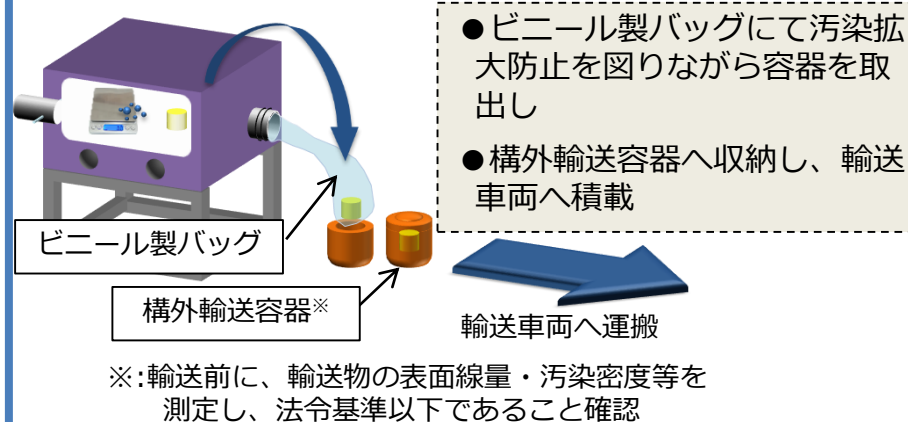 ●ビニール製バッグにて汚染拡
大防止を図りながら容器を取
出し
●構外輸送容器へ収納し、輸送
車両へ積載
ビニール製バッグ
構外輸送容器※
輸送車両へ運搬
※:輸送前に、輸送物の表面線量・汚染密度等を
測定し、法令基準以下であること確認